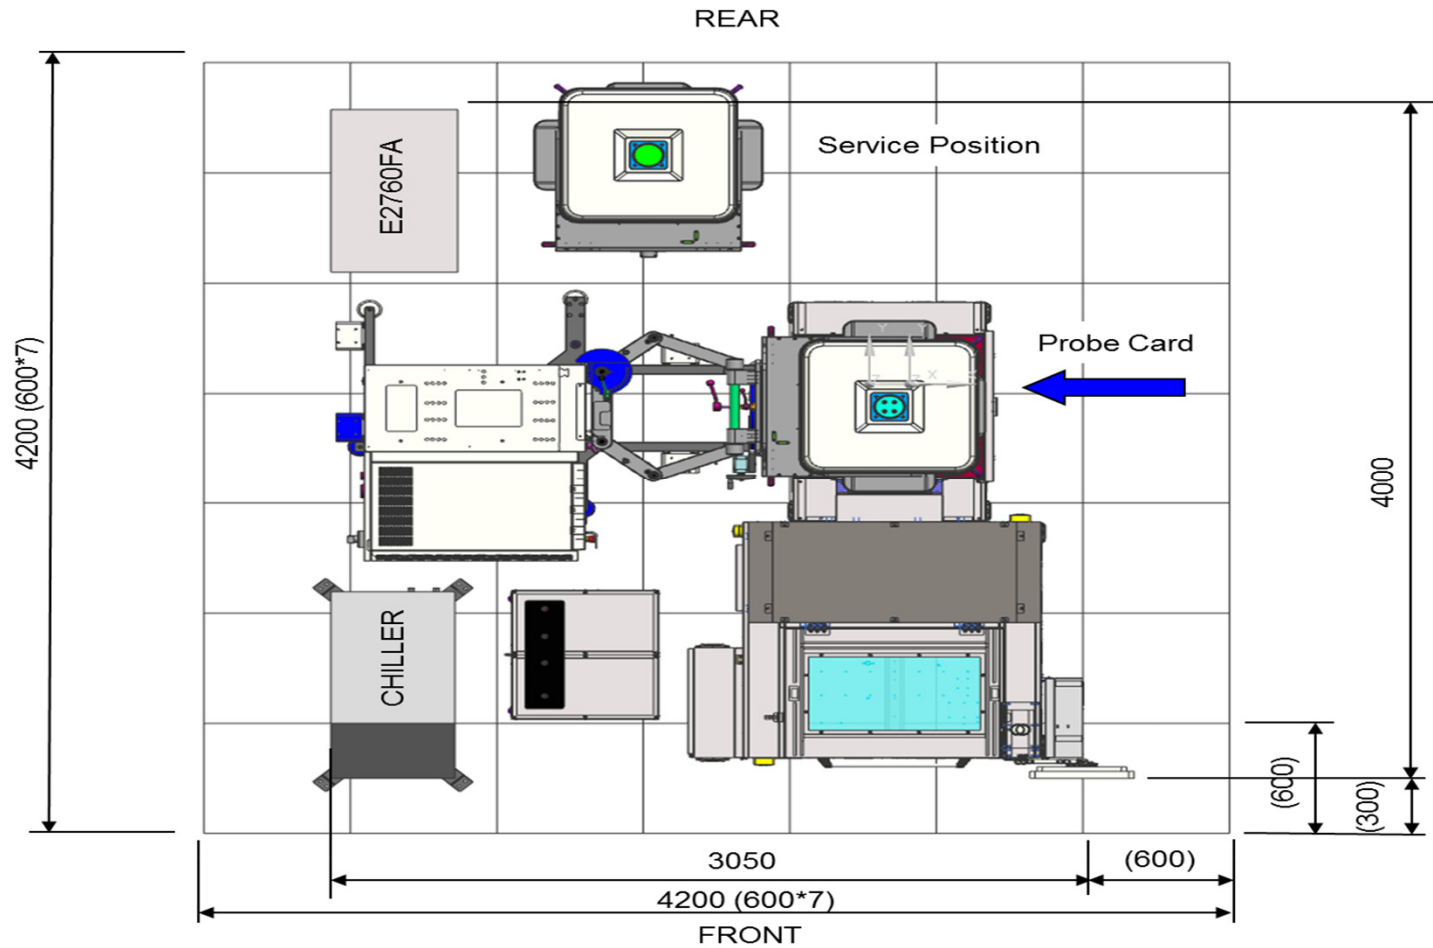 REAR
Service Position
E2760FA
Probe Card
4200 (600*7)
4000
CHILLER
(600)
(300)
3050
(600)
4200 (600*7)
FRONT